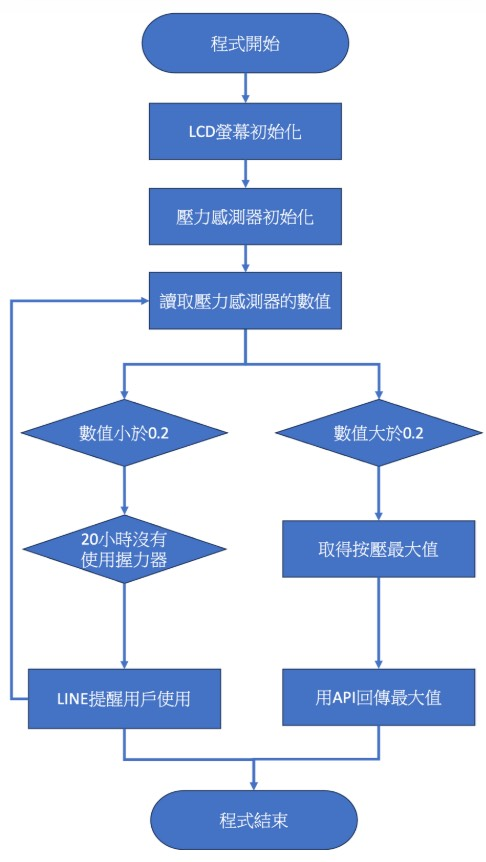 程式開始
LCD螢幕初始化
壓力感測器初始化
讀取壓力感測器的數值
數值小於0.2
數值大於0.2
20小時沒有
使用握力器
取得按壓最大值
LINE提醒用戶使用
用API回傳最大值
程式結束